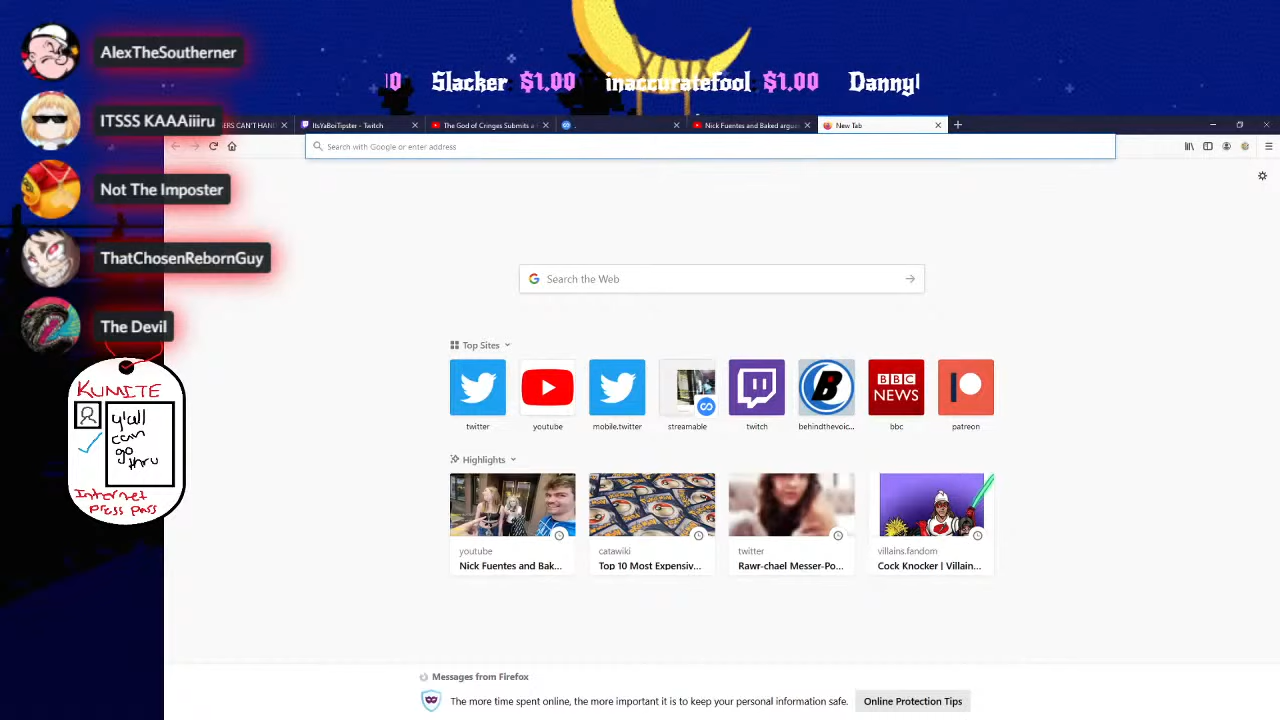 AlexTheSoutherner
ITSSS KAAAiiiru
Not The Imposter
ThatChosenRebornGuy
The Devil
KUMITE
y'all
can
go
thru
Internet
Press Pass
Slacker $1.00 inaccuratefool $1.00
ERS CAN'T HAN
ItsYaBoiTipster - Twitch
The God of Cringes Submits a
.
Nick Fuentes and Baked argu
New Tab
Search with Google or enter address
Search the Web
Top Sites
twitter
youtube
mobile.twitter
streamable
twitch
behindthevoic...
BBC
NEWS
bbc
patreon
Highlights
youtube
Nick Fuentes and Bak...
catawiki
Top 10 Most Expensiv...
twitter
Rawr-chael Messer-Po...
villains.fandom
Cock Knocker | Villain...
Messages from Firefox
The more time spent online, the more important it is to keep your personal information safe.
Online Protection Tips